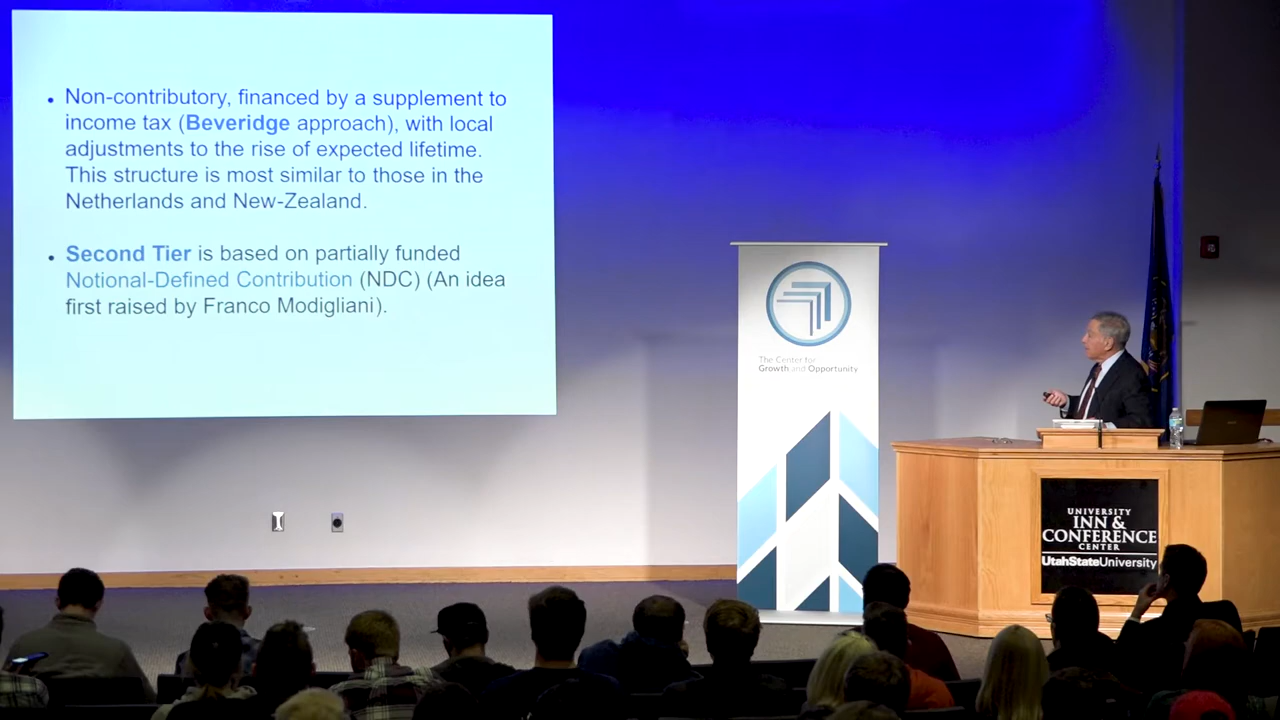 • Non-contributory, financed by a supplement to
income tax (Beveridge approach), with local
adjustments to the rise of expected lifetime.
This structure is most similar to those in the
Netherlands and New-Zealand.
• Second Tier is based on partially funded
Notional-Defined Contribution (NDC) (An idea
first raised by Franco Modigliani).
The Center for
Growth and Opportunity
UNIVERSITY
INN &
CONFERENCE
CENTER
UtahStateUniversity